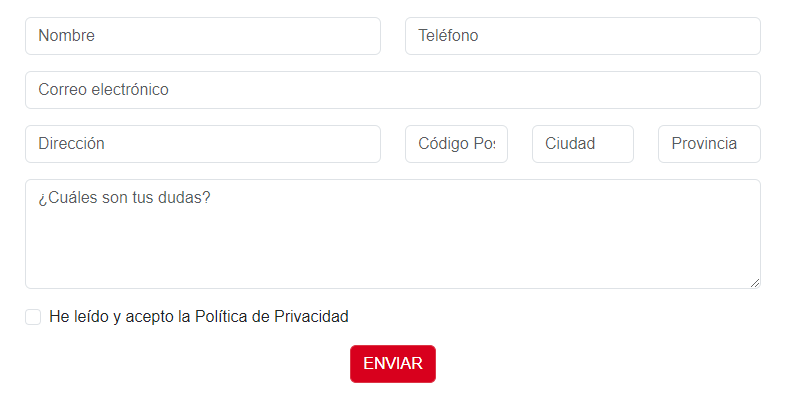 Nombre Teléfono
Correo electrónico
Dirección Código Pos Ciudad Provincia
¿Cuáles son tus dudas?
He leído y acepto la Política de Privacidad
ENVIAR